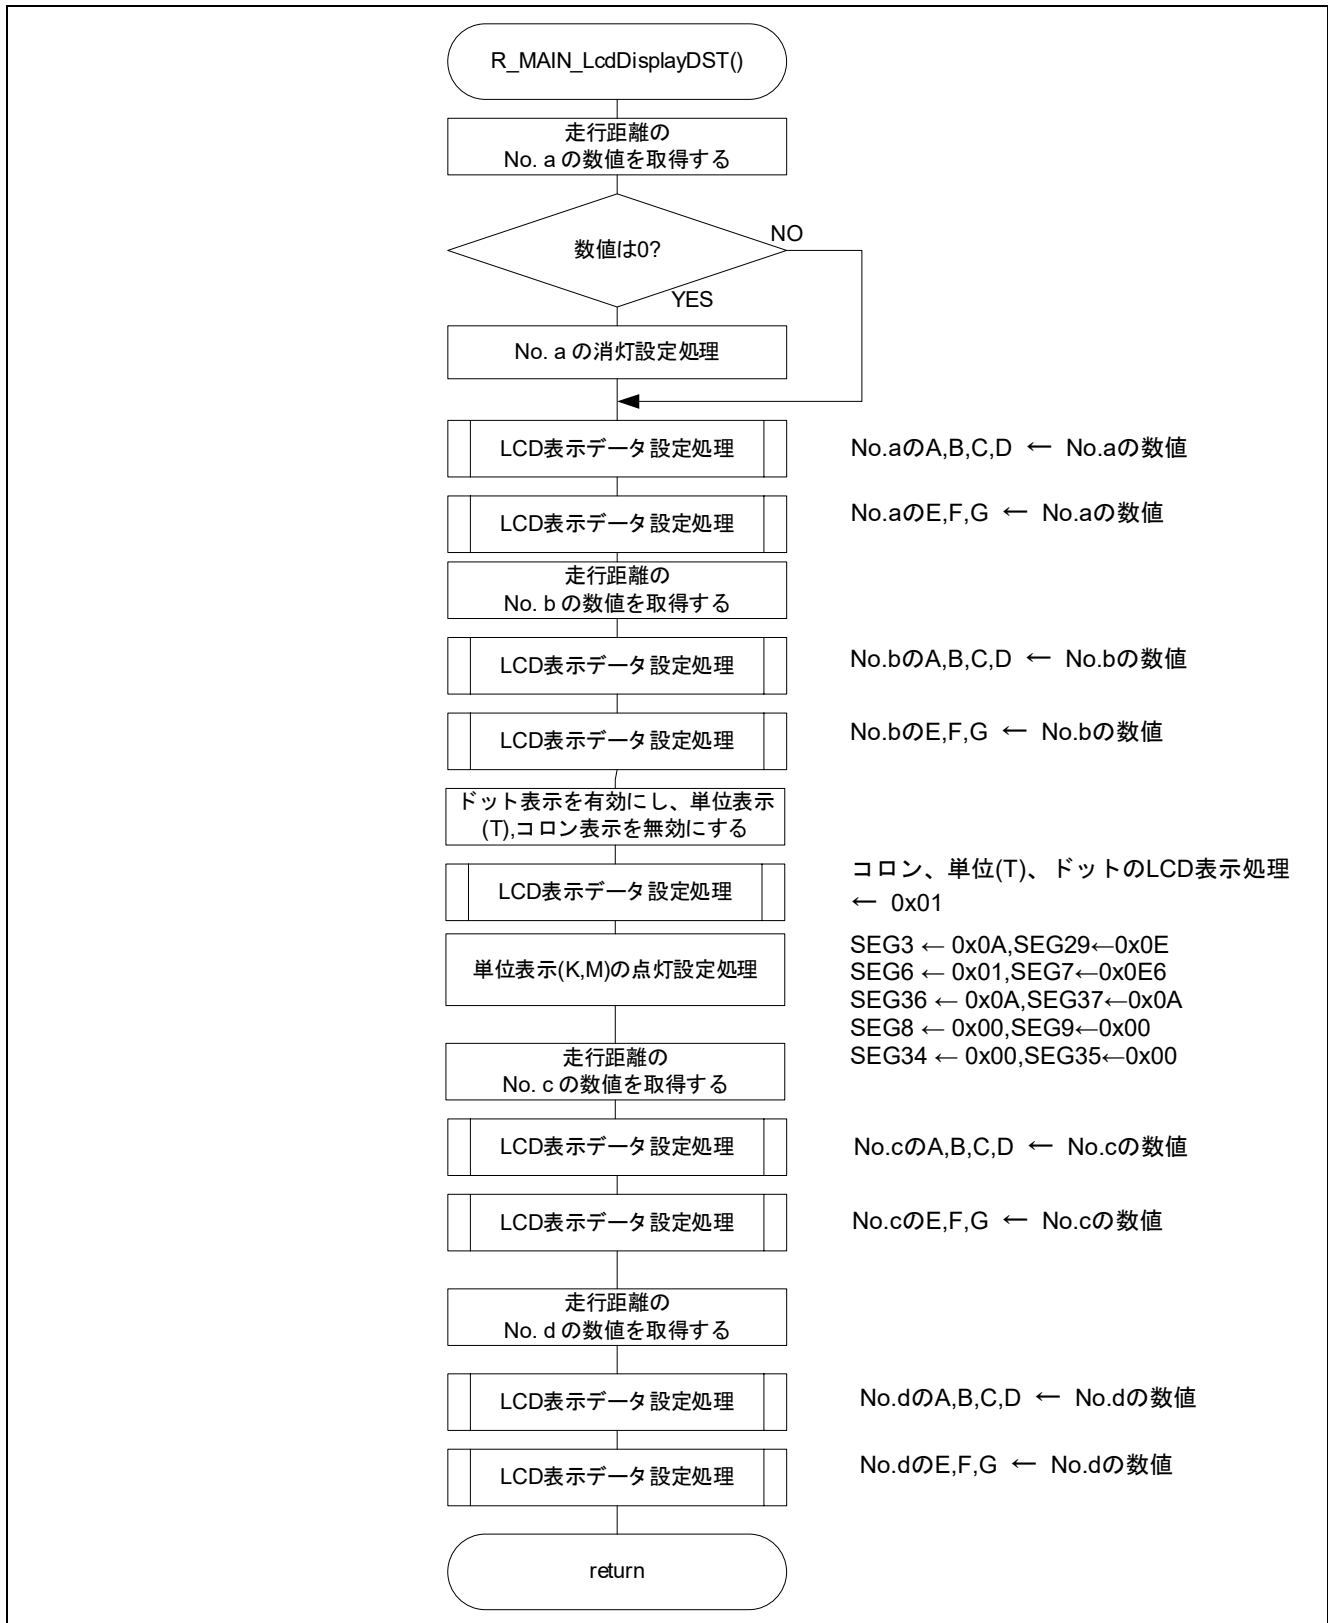 R_MAIN_LcdDisplayDST()
走行距離の
No. a の数値を取得する
数値は0?
NO
YES
No. a の消灯設定処理
LCD表示データ設定処理
No.aのA,B,C,D ← No.aの数値
LCD表示データ設定処理
No.aのE,F,G ← No.aの数値
走行距離の
No. b の数値を取得する
LCD表示データ設定処理
No.bのA,B,C,D ← No.bの数値
LCD表示データ設定処理
No.bのE,F,G ← No.bの数値
ドット表示を有効にし、単位表示
(T),コロン表示を無効にする
LCD表示データ設定処理
コロン、単位(T)、ドットのLCD表示処理
← 0x01
単位表示(K,M)の点灯設定処理
SEG3 ← 0x0A,SEG29←0x0E
SEG6 ← 0x01,SEG7←0x0E6
SEG36 ← 0x0A,SEG37←0x0A
SEG8 ← 0x00,SEG9←0x00
SEG34 ← 0x00,SEG35←0x00
走行距離の
No. c の数値を取得する
LCD表示データ設定処理
No.cのA,B,C,D ← No.cの数値
LCD表示データ設定処理
No.cのE,F,G ← No.cの数値
走行距離の
No. d の数値を取得する
LCD表示データ設定処理
No.dのA,B,C,D ← No.dの数値
LCD表示データ設定処理
No.dのE,F,G ← No.dの数値
return